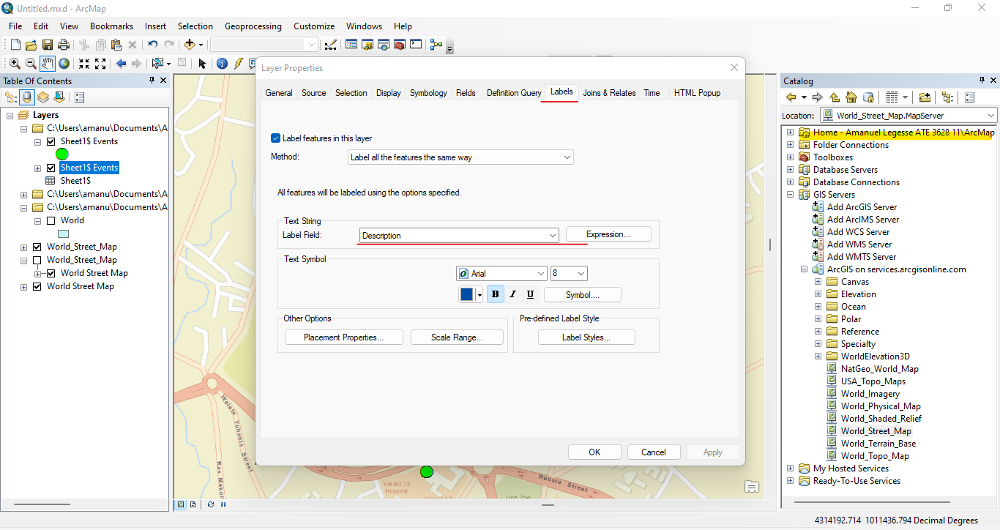 Untitled.mxd - ArcMap
File Edit View Bookmarks Insert Selection Geoprocessing Customize Windows Help
Table Of Contents
Layers
C:\Users\amanu\Documents\A
Sheet1$ Events
Sheet1$ Events
Sheet1$
C:\Users\amanu\Documents\A
C:\Users\amanu\Documents\A
World
World_Street_Map
World_Street_Map
World Street Map
World Street Map
Layer Properties
General Source Selection Display Symbology Fields Definition Query Labels Joins & Relates Time HTML Popup
Label features in this layer
Method: Label all the features the same way
All features will be labeled using the options specified.
Text String
Label Field: Description Expression...
Text Symbol
Arial 8
B I U Symbol....
Other Options
Placement Properties... Scale Range...
Pre-defined Label Style
Label Styles...
OK Cancel Apply
Welete Yohanis Street
Ras Mekon
Yekatit 12
Hospital
Yekatit 12
Russia Street
Lion Zoo
Catalog
Location: World_Street_Map.MapServer
Home - Amanuel Legesse ATE 3628 11\ArcMap
Folder Connections
Toolboxes
Database Servers
Database Connections
GIS Servers
Add ArcGIS Server
Add ArcIMS Server
Add WCS Server
Add WMS Server
Add WMTS Server
ArcGIS on services.arcgisonline.com
Canvas
Elevation
Ocean
Polar
Reference
Specialty
WorldElevation3D
NatGeo_World_Map
USA_Topo_Maps
World_Imagery
World_Physical_Map
World_Shaded_Relief
World_Street_Map
World_Terrain_Base
World_Topo_Map
My Hosted Services
Ready-To-Use Services
4314192.714 1011436.794 Decimal Degrees